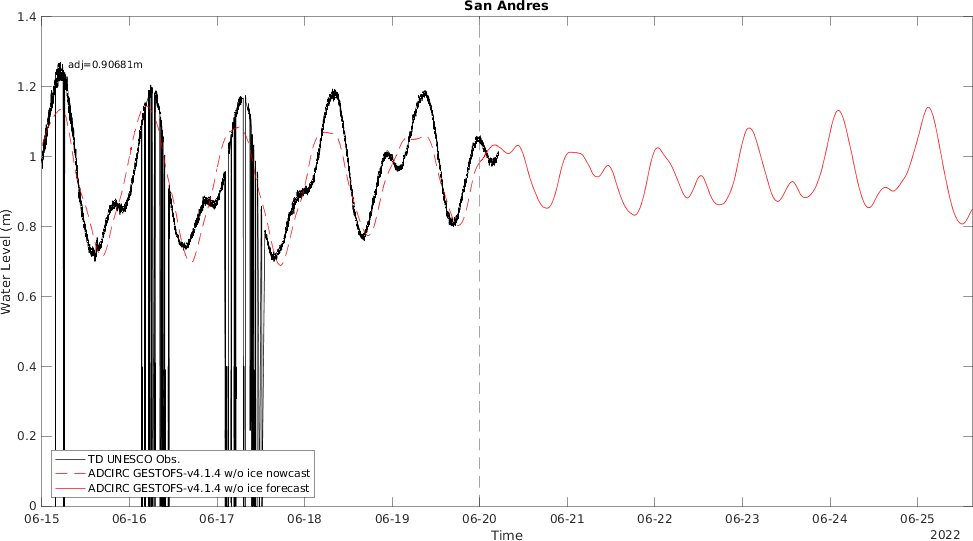 San Andres
1.4
adj=0.90681m
1.2
1
0.8
0.6
0.4
0.2
0
Water Level (m)
TD UNESCO Obs.
ADCIRC GESTOFS-v4.1.4 w/o ice nowcast
ADCIRC GESTOFS-v4.1.4 w/o ice forecast
06-15 06-16 06-17 06-18 06-19 06-20 06-21 06-22 06-23 06-24 06-25
Time
2022